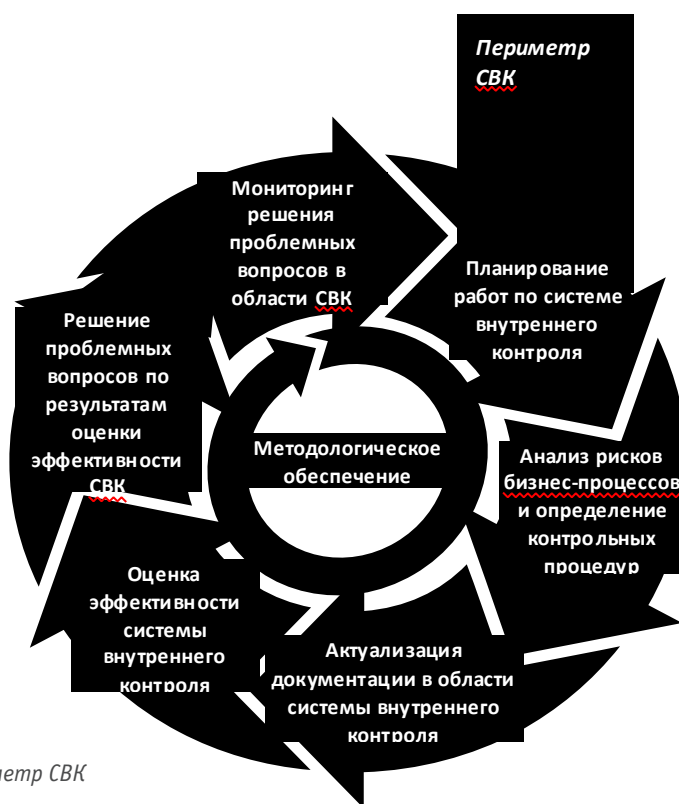 Периметр
СВК
Мониторинг
решения
проблемных
вопросов в
области СВК
Планирование
работ по системе
внутреннего
контроля
Решение
проблемных
вопросов по
результатам
оценки
эффективности
СВК
Методологическое
обеспечение
Анализ рисков
бизнес-процессов
и определение
контрольных
процедур
Оценка
эффективности
системы
внутреннего
контроля
Актуализация
документации в области
системы внутреннего
контроля
метр СВК